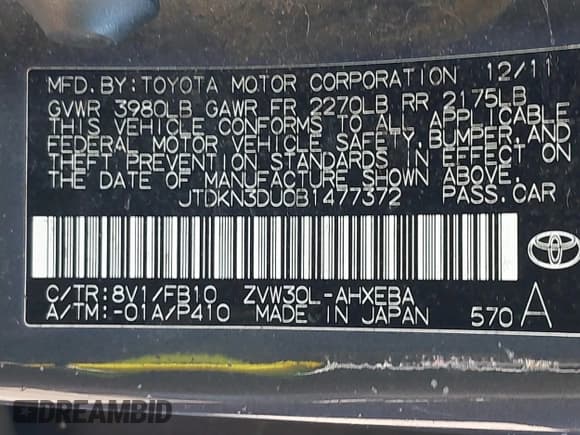 MFD. BY: TOYOTA MOTOR CORPORATION 12/11
GVWR 3980LB GAWR FR 2270LB RR 2175LB
THIS VEHICLE CONFORMS TO ALL APPLICABLE
FEDERAL MOTOR VEHICLE SAFETY, BUMPER, AND
THEFT PREVENTION STANDARDS IN EFFECT ON
THE DATE OF MANUFACTURE SHOWN ABOVE.
JTDKN3DU0B1477372 PASS. CAR
C/TR: 8V1/FB10 ZVW30L-AHXEBA
A/TM: -01A/P410 MADE IN JAPAN 570 A
DREAMBID